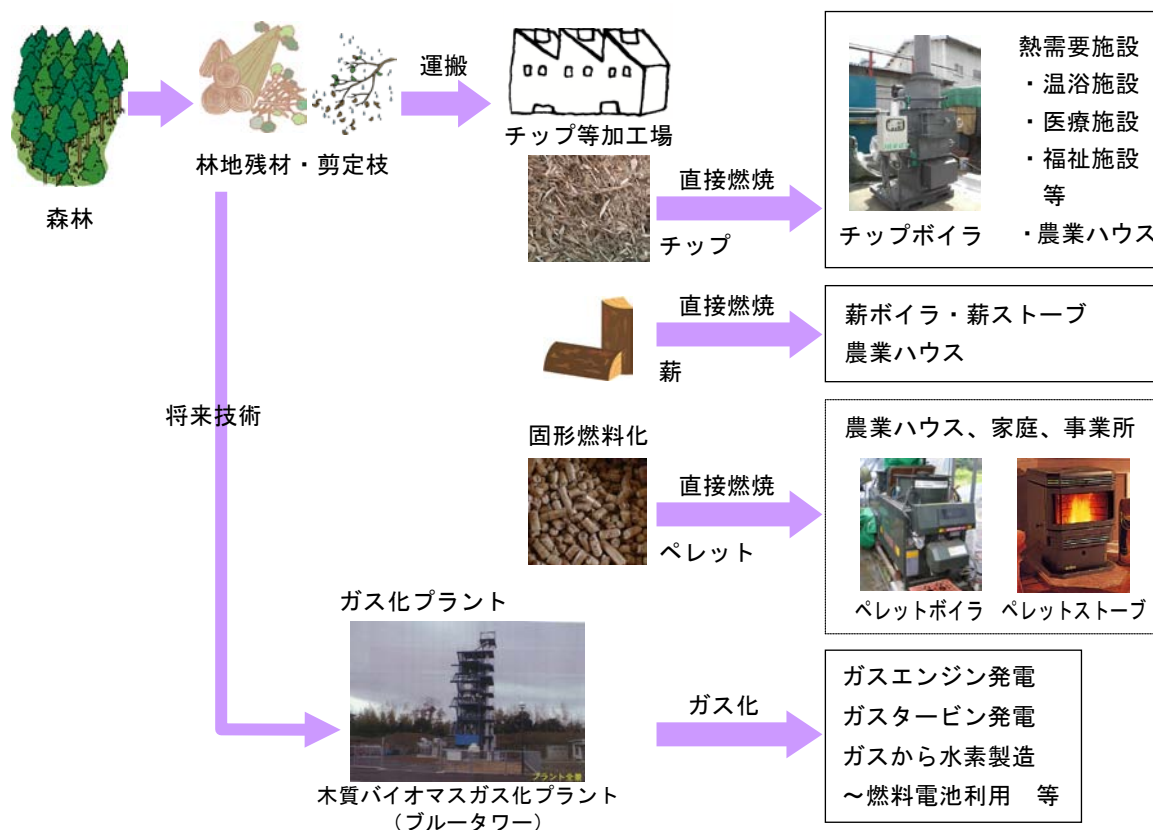 森林
林地残材・剪定枝
運搬
チップ等加工場
チップ
直接燃焼
チップボイラ
熱需要施設
・温浴施設
・医療施設
・福祉施設
等
・農業ハウス
薪
直接燃焼
薪ボイラ・薪ストーブ
農業ハウス
固形燃料化
ペレット
直接燃焼
農業ハウス、家庭、事業所
ペレットボイラ
ペレットストーブ
将来技術
ガス化プラント
プラント全景
木質バイオマスガス化プラント
（ブルータワー）
ガス化
ガスエンジン発電
ガスタービン発電
ガスから水素製造
～燃料電池利用　等